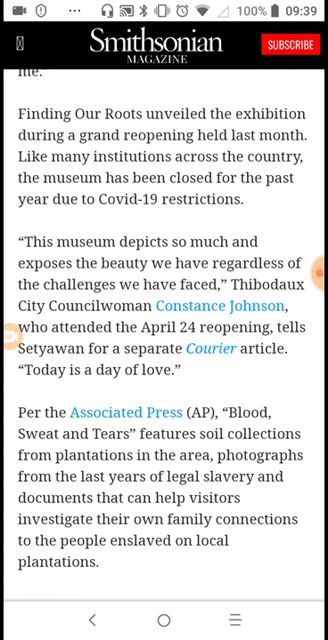 100% 09:39
Smithsonian
MAGAZINE
SUBSCRIBE
me.
Finding Our Roots unveiled the exhibition
during a grand reopening held last month.
Like many institutions across the country,
the museum has been closed for the past
year due to Covid-19 restrictions.
“This museum depicts so much and
exposes the beauty we have regardless of
the challenges we have faced,” Thibodaux
City Councilwoman Constance Johnson,
who attended the April 24 reopening, tells
Setyawan for a separate Courier article.
“Today is a day of love.”
Per the Associated Press (AP), “Blood,
Sweat and Tears” features soil collections
from plantations in the area, photographs
from the last years of legal slavery and
documents that can help visitors
investigate their own family connections
to the people enslaved on local
plantations.